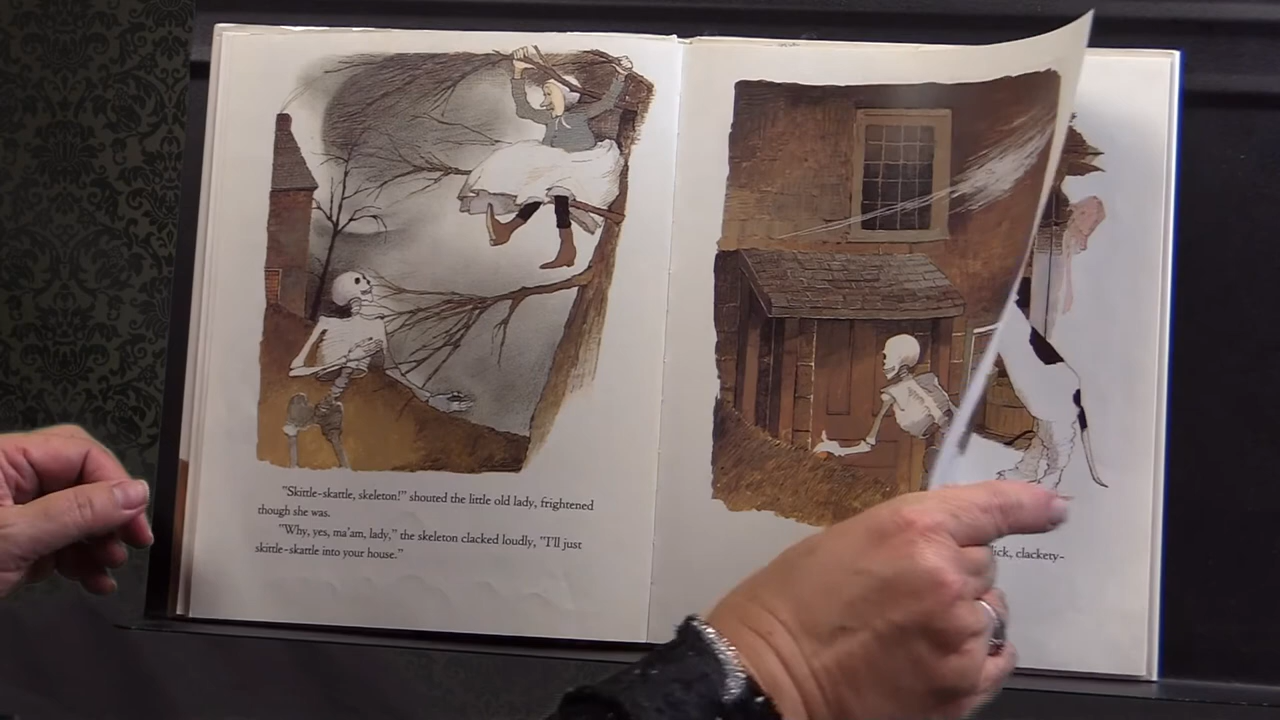 "Skittle-skattle, skeleton!" shouted the little old lady, frightened
though she was.
"Why, yes, ma'am, lady," the skeleton clacked loudly, "I'll just
skittle-skattle into your house."
clackety-